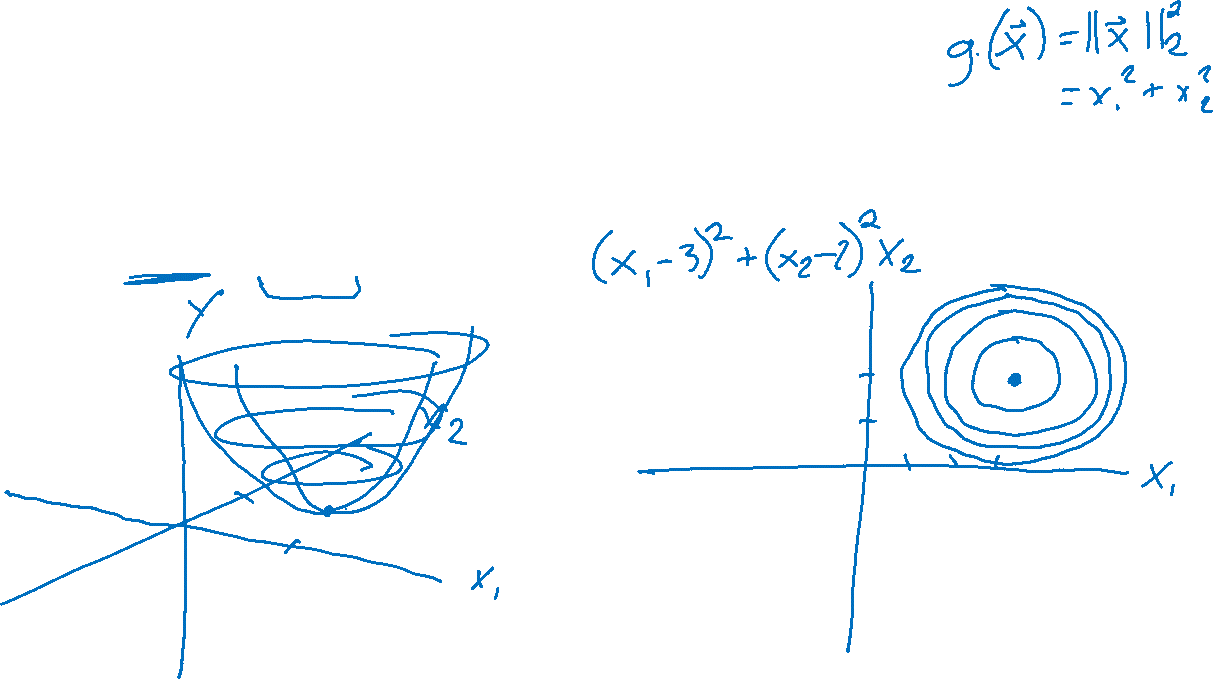 g(x⃗) = ||x⃗||₂²
= x₁² + x₂²
(x₁ - 3)² + (x₂ - 2)²
x₂
y
x₂
x₁
x₁